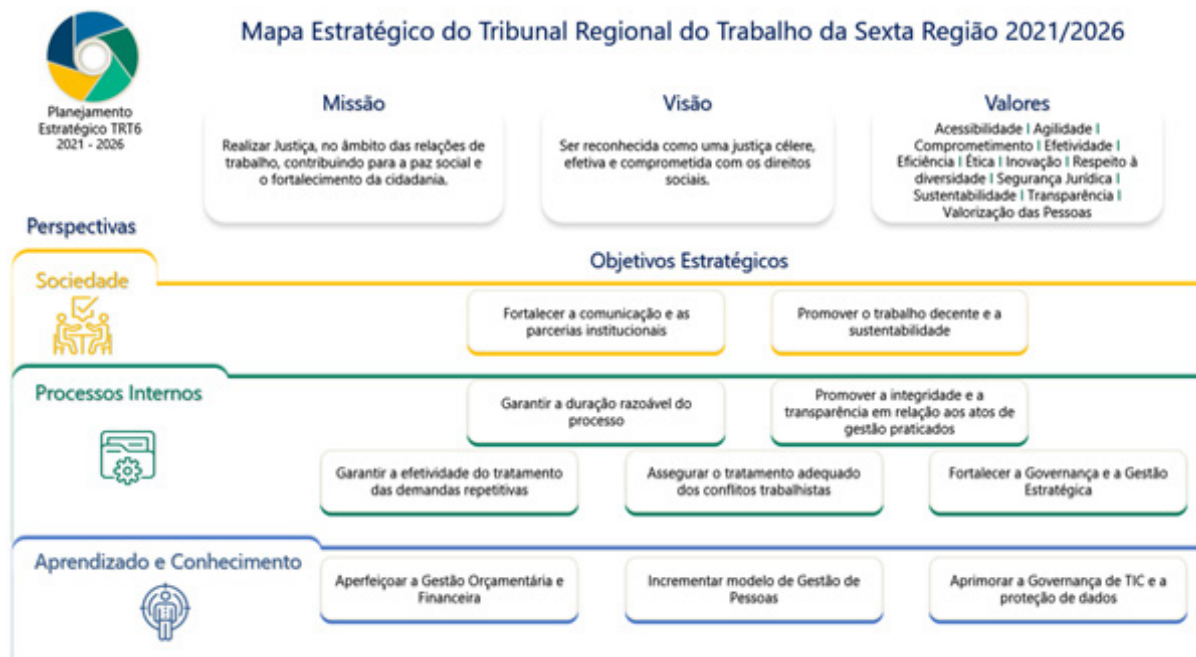 Mapa Estratégico do Tribunal Regional do Trabalho da Sexta Região 2021/2026
Planejamento
Estratégico TRT6
2021 - 2026
Missão
Realizar Justiça, no âmbito das relações de
trabalho, contribuindo para a paz social e
o fortalecimento da cidadania.
Visão
Ser reconhecida como uma justiça célere,
efetiva e comprometida com os direitos
sociais.
Valores
Acessibilidade | Agilidade |
Comprometimento | Efetividade |
Eficiência | Ética | Inovação | Respeito à
diversidade | Segurança Jurídica |
Sustentabilidade | Transparência |
Valorização das Pessoas
Perspectivas
Objetivos Estratégicos
Sociedade
Fortalecer a comunicação e as
parcerias institucionais
Promover o trabalho decente e a
sustentabilidade
Processos Internos
Garantir a duração razoável do
processo
Promover a integridade e a
transparência em relação aos atos de
gestão praticados
Garantir a efetividade do tratamento
das demandas repetitivas
Assegurar o tratamento adequado
dos conflitos trabalhistas
Fortalecer a Governança e a Gestão
Estratégica
Aprendizado e Conhecimento
Aperfeiçoar a Gestão Orçamentária e
Financeira
Incrementar modelo de Gestão de
Pessoas
Aprimorar a Governança de TIC e a
proteção de dados